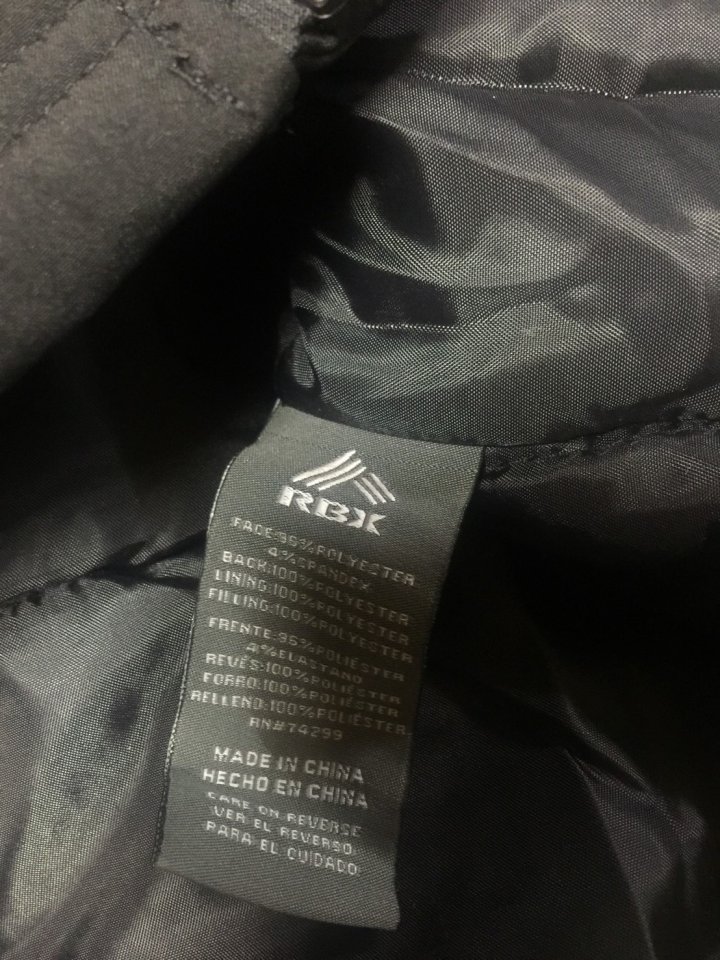 RBX
FACE:96%POLYESTER
4%SPANDEX
BACK:100%POLYESTER
LINING:100%POLYESTER
FILLING:100%POLYESTER
FRENTE:96%POLIÉSTER
4%ELASTANO
REVÉS:100%POLIÉSTER
FORRO:100%POLIÉSTER
RELLENO:100%POLIÉSTER
RN#74299
MADE IN CHINA
HECHO EN CHINA
CARE ON REVERSE
VER EL REVERSO
PARA EL CUIDADO